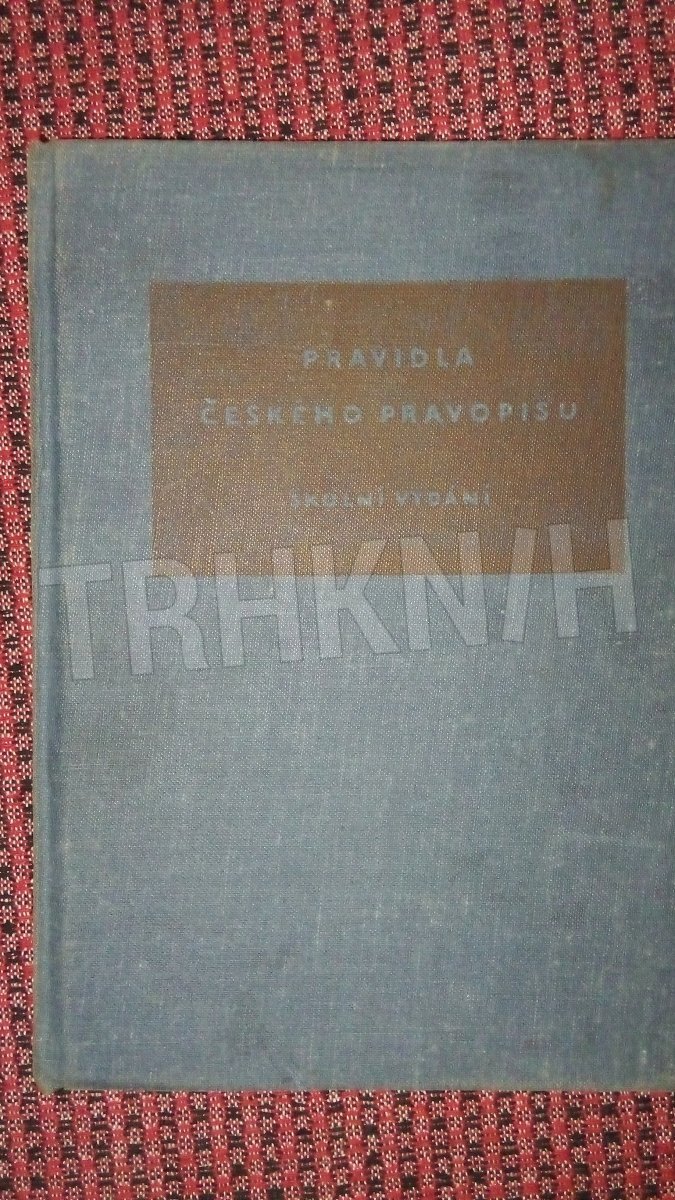 PRAVIDLA
ČESKÉHO PRAVOPISU
ŠKOLNÍ VYDÁNÍ
TRHKNIH